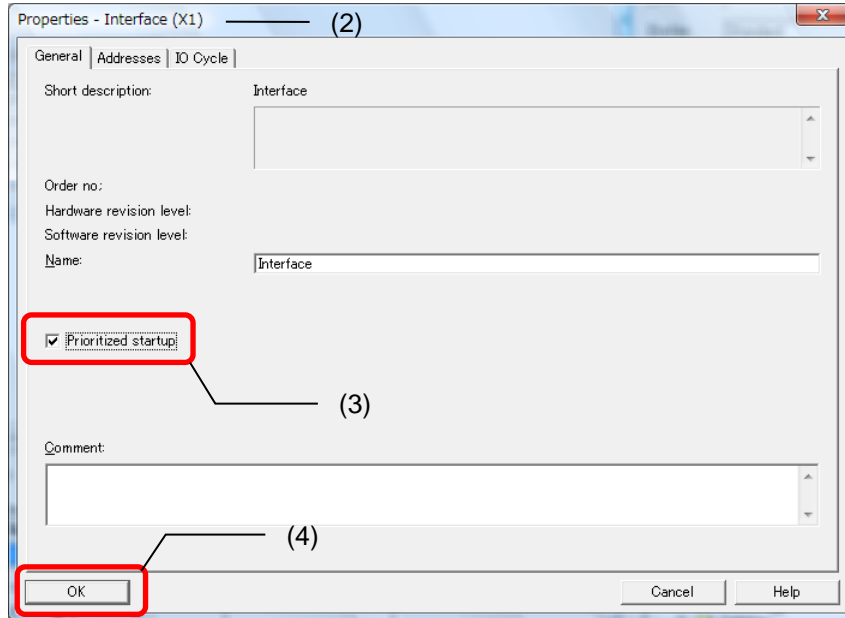 Properties - Interface (X1)
(2)
General Addresses IO Cycle
Short description: Interface
Order no:
Hardware revision level:
Software revision level:
Name: Interface
Prioritized startup
(3)
Comment:
(4)
OK Cancel Help